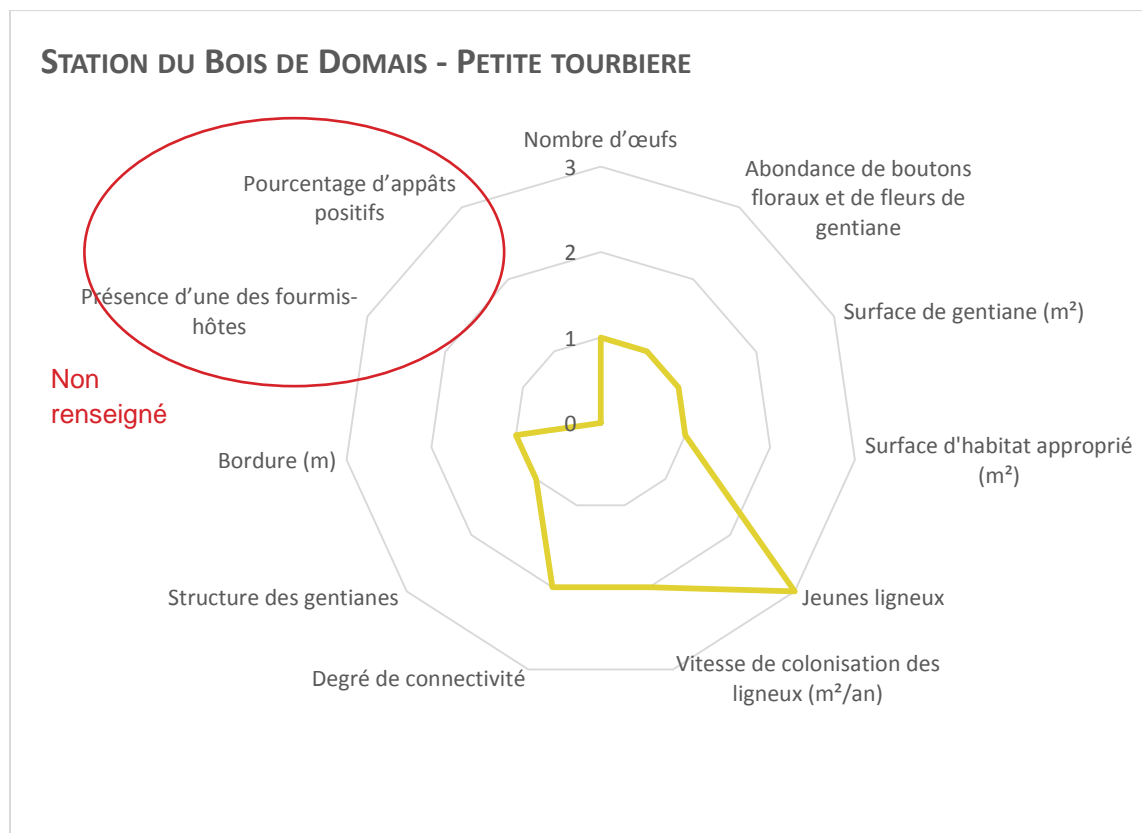 STATION DU BOIS DE DOMAIS - PETITE TOURBIERE
Nombre d'œufs
Abondance de boutons
floraux et de fleurs de
gentiane
Surface de gentiane (m²)
Surface d'habitat approprié
(m²)
Jeunes ligneux
Vitesse de colonisation des
ligneux (m²/an)
Degré de connectivité
Structure des gentianes
Bordure (m)
Présence d'une des fourmis-
hôtes
Pourcentage d'appâts
positifs
Non
renseigné
3
2
1
0